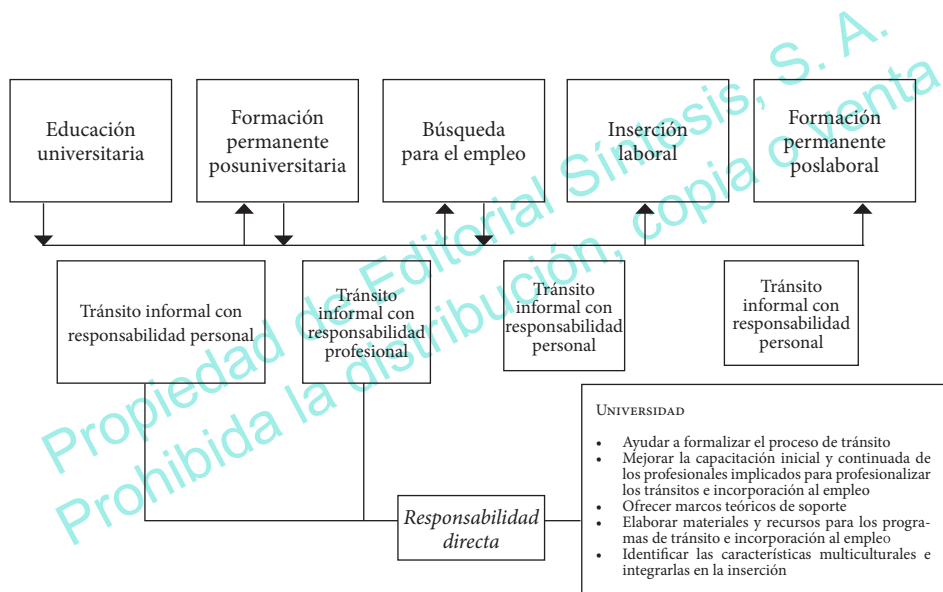 Educación
universitaria
Formación
permanente
posuniversitaria
Búsqueda
para el empleo
Inserción
laboral
Formación
permanente
poslaboral
Tránsito informal con
responsabilidad personal
Tránsito
informal con
responsabilidad
profesional
Tránsito
informal con
responsabilidad
personal
Tránsito
informal con
responsabilidad
personal
Universidad
• Ayudar a formalizar el proceso de tránsito
• Mejorar la capacitación inicial y continuada de
los profesionales implicados para profesionalizar
los tránsitos e incorporación al empleo
• Ofrecer marcos teóricos de soporte
• Elaborar materiales y recursos para los progra-
mas de tránsito e incorporación al empleo
• Identificar las características multiculturales e
integrarlas en la inserción
Responsabilidad
directa
Propiedad de Editorial Síntesis, S. A.
Prohibida la distribución, copia o venta